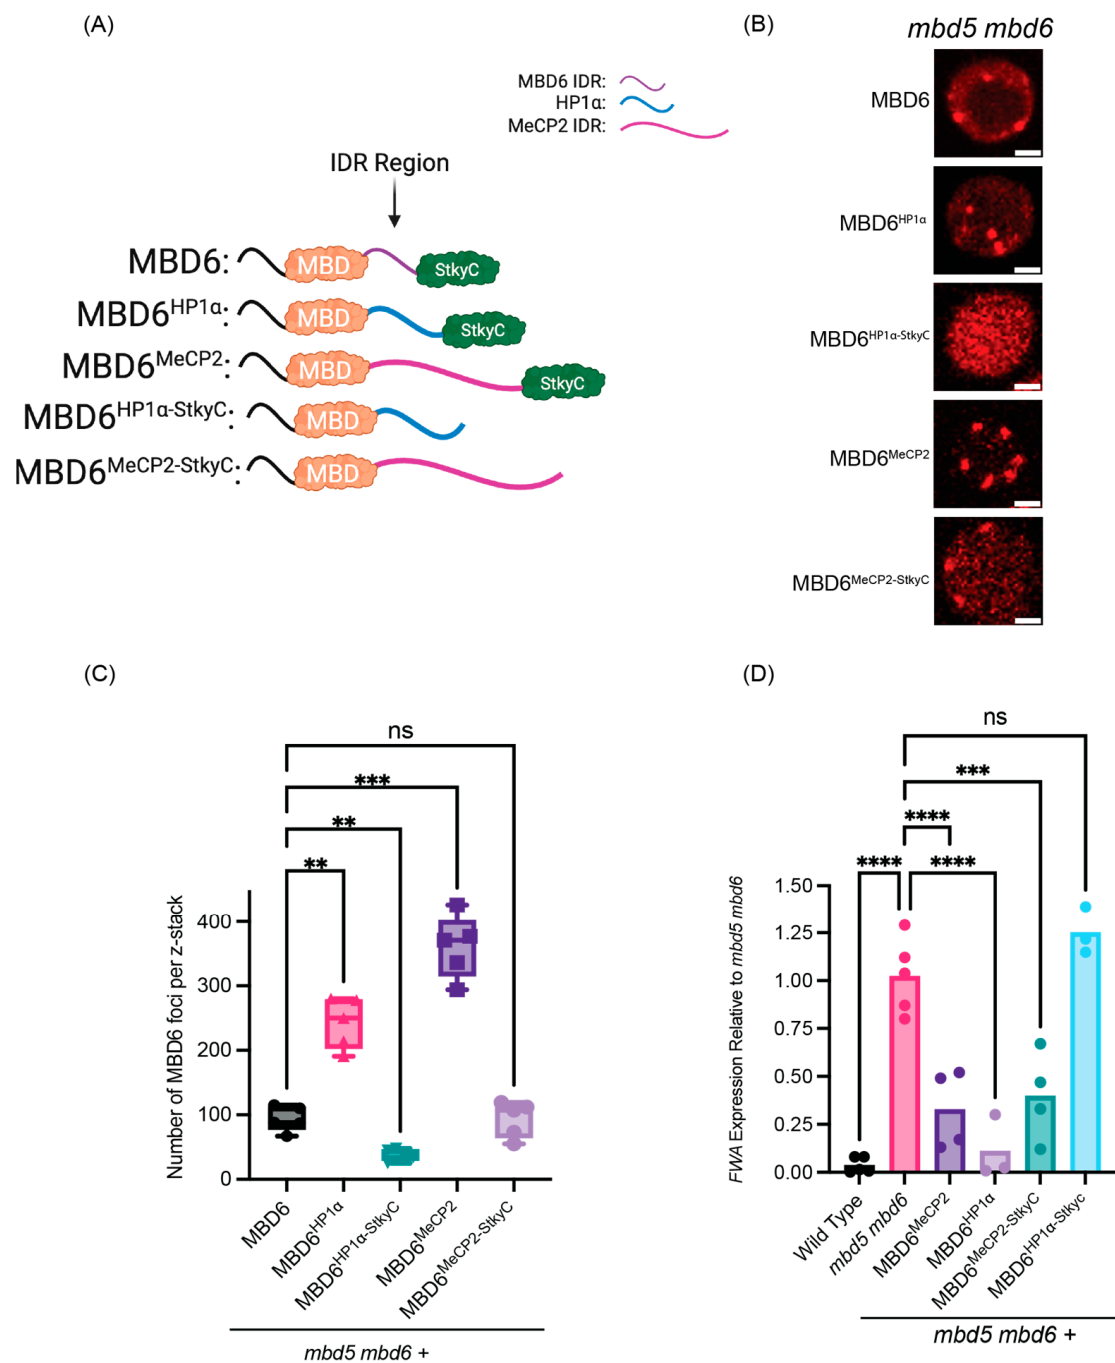 (A)
MBD6 IDR:
HP1α:
MeCP2 IDR:
IDR Region
MBD6: MBD StkyC
MBD6HP1α: MBD StkyC
MBD6MeCP2: MBD StkyC
MBD6HP1α-StkyC: MBD
MBD6MeCP2-StkyC: MBD
(B)
mbd5 mbd6
MBD6
MBD6HP1α
MBD6HP1α-StkyC
MBD6MeCP2
MBD6MeCP2-StkyC
(C)
ns
***
**
**
Number of MBD6 foci per z-stack
400
300
200
100
0
MBD6
MBD6HP1α
MBD6HP1α-StkyC
MBD6MeCP2
MBD6MeCP2-StkyC
mbd5 mbd6 +
(D)
ns
***
****
**** ****
FWA Expression Relative to mbd5 mbd6
1.50
1.25
1.00
0.75
0.50
0.25
0.00
Wild Type
mbd5 mbd6
MBD6MeCP2
MBD6HP1α
MBD6MeCP2-StkyC
MBD6HP1α-Stkyc
mbd5 mbd6 +